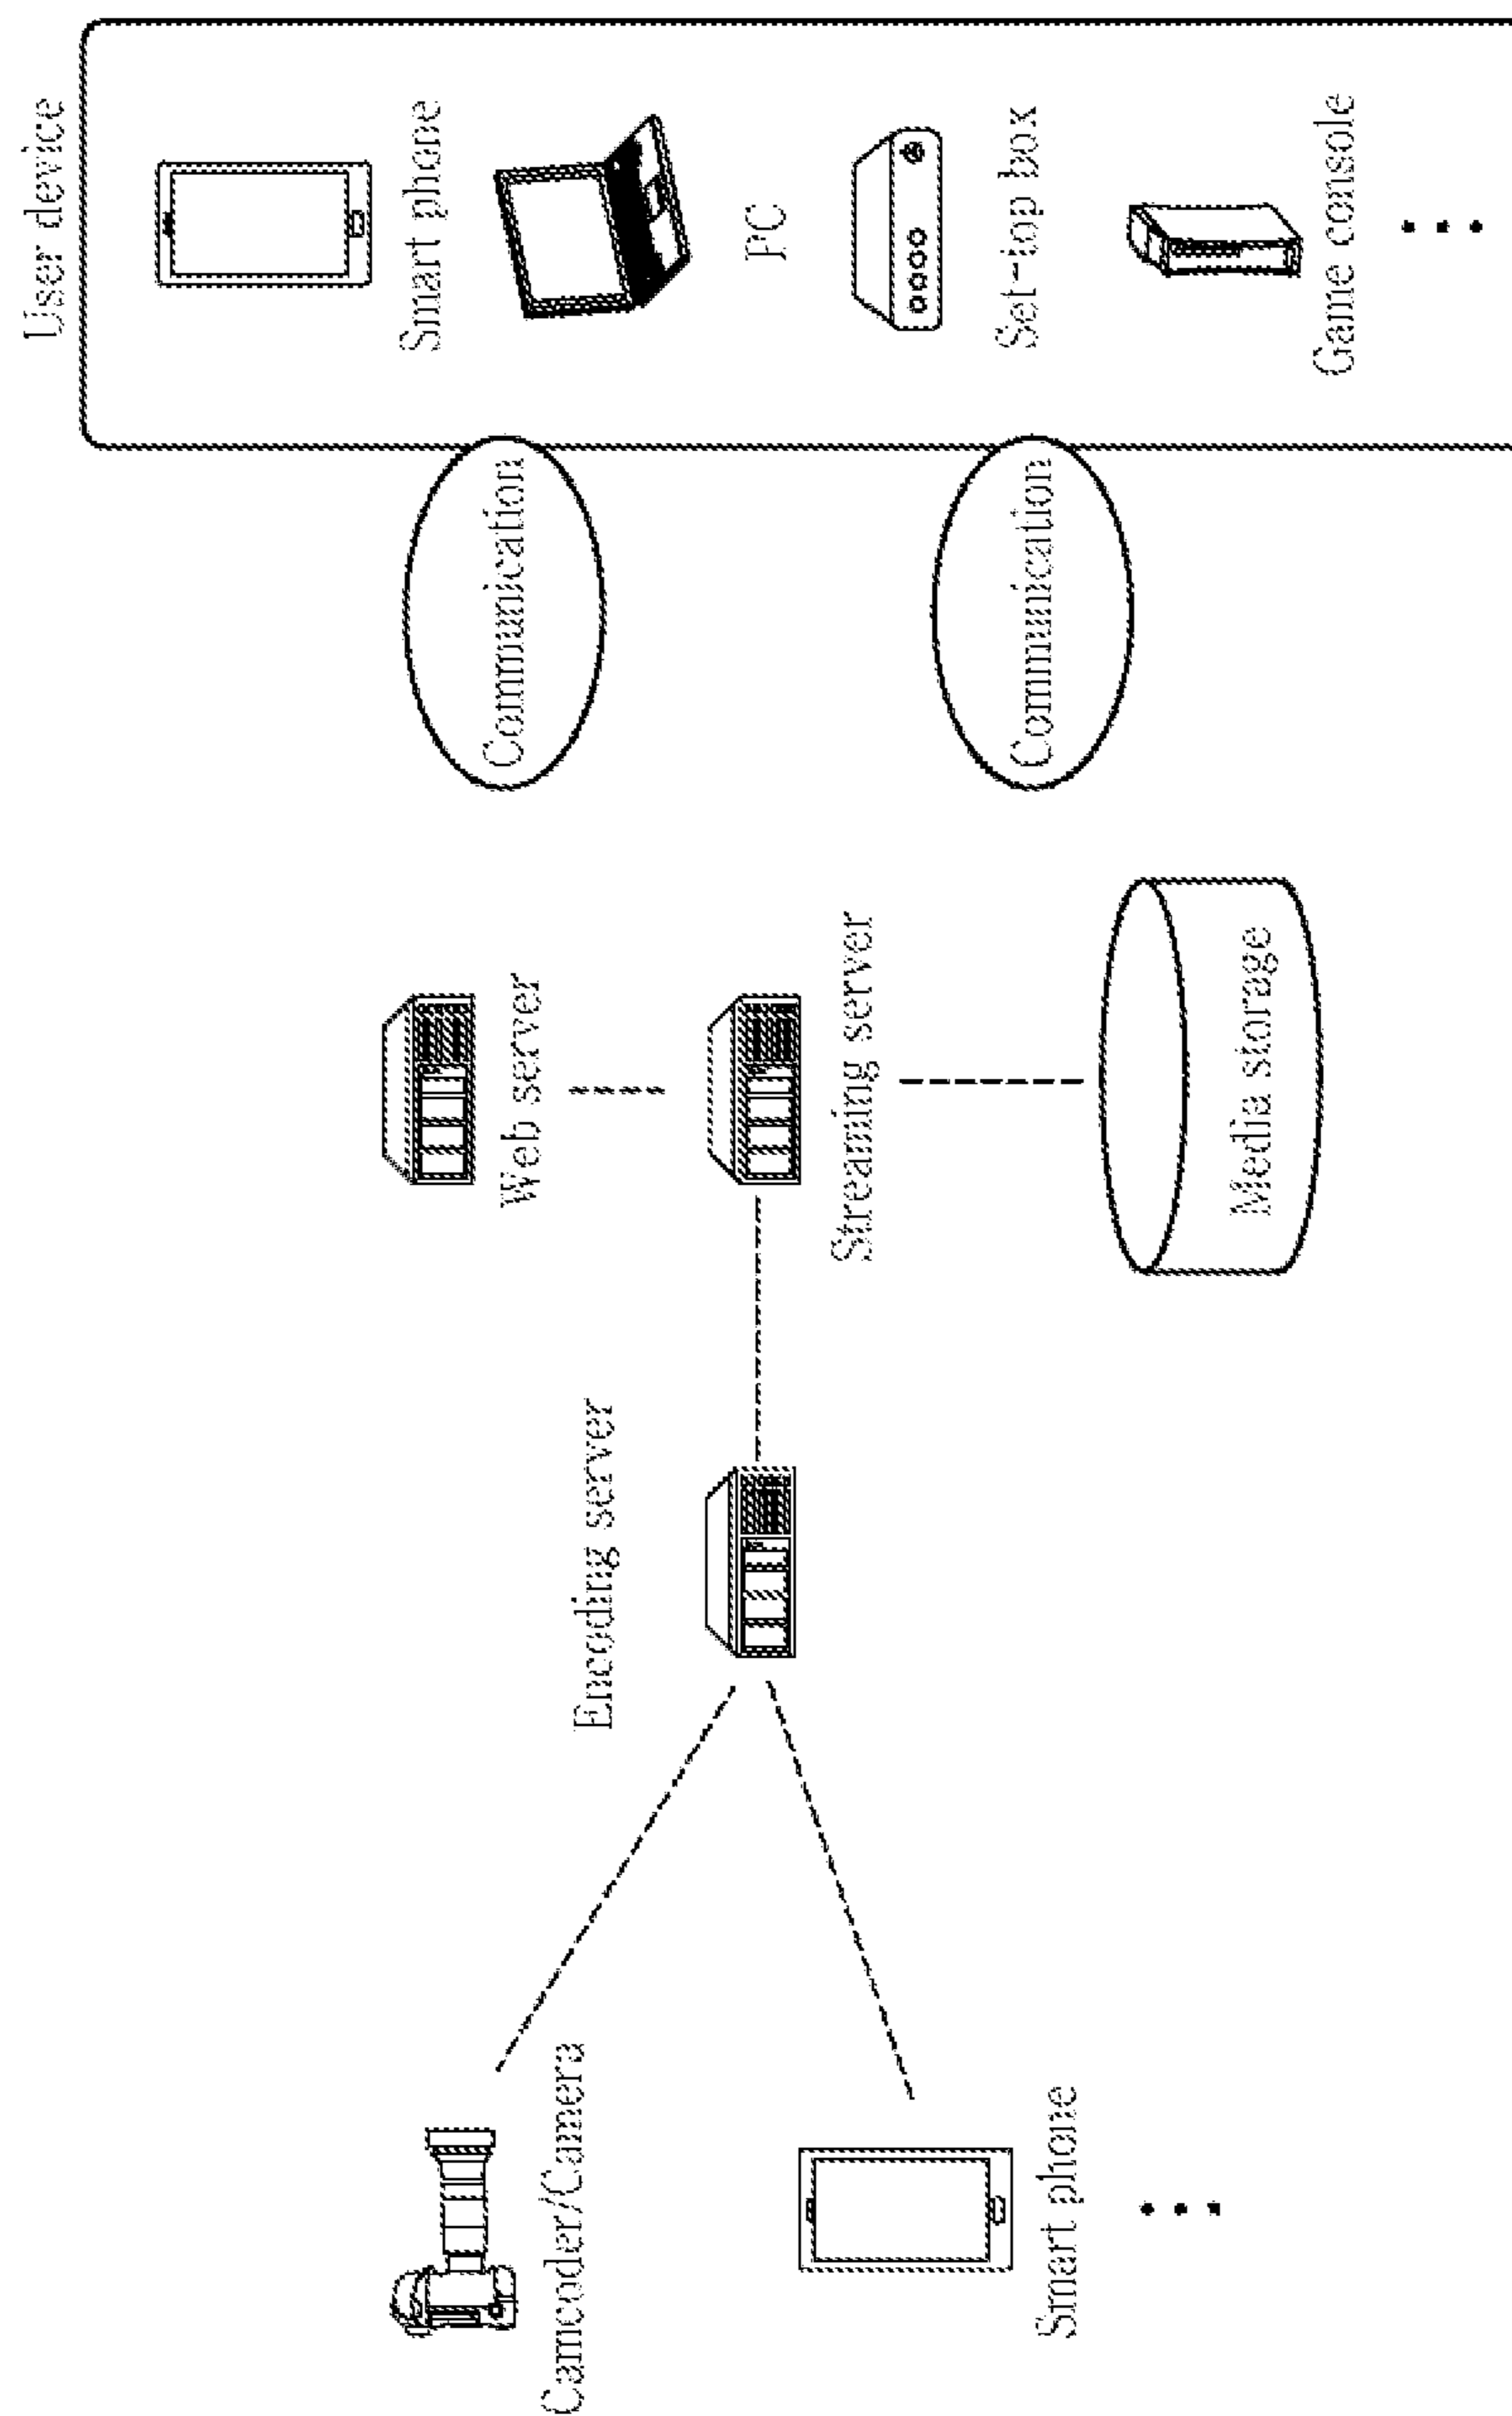 User device
Smart phone
PC
Set-top box
Game console
Communication
Communication
Web server
Streaming server
Media storage
Encoding server
Camcoder/Camera
Smart phone